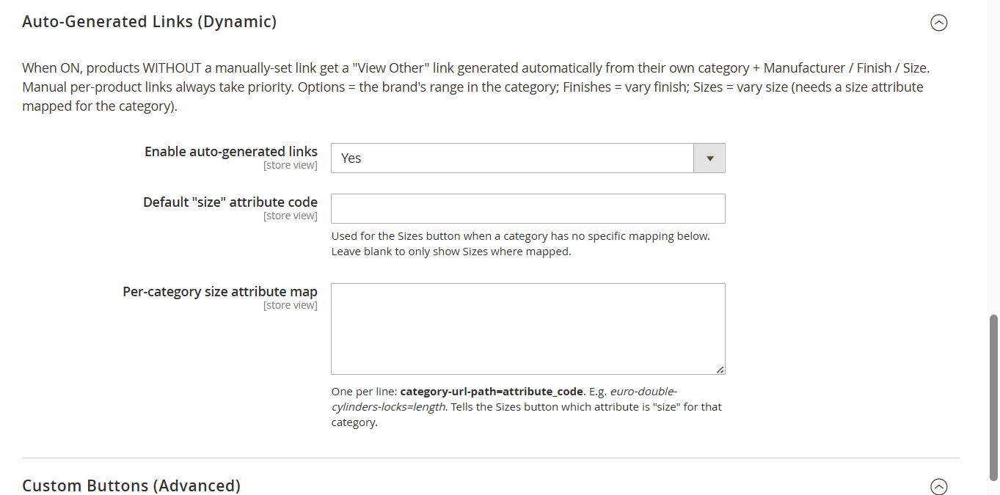 Auto-Generated Links (Dynamic)
When ON, products WITHOUT a manually-set link get a "View Other" link generated automatically from their own category + Manufacturer / Finish / Size.
Manual per-product links always take priority. Options = the brand's range in the category; Finishes = vary finish; Sizes = vary size (needs a size attribute
mapped for the category).
Enable auto-generated links
[store view]
Yes
Default "size" attribute code
[store view]
Used for the Sizes button when a category has no specific mapping below.
Leave blank to only show Sizes where mapped.
Per-category size attribute map
[store view]
One per line: category-url-path=attribute_code. E.g. euro-double-
cylinders-locks=length. Tells the Sizes button which attribute is "size" for that
category.
Custom Buttons (Advanced)